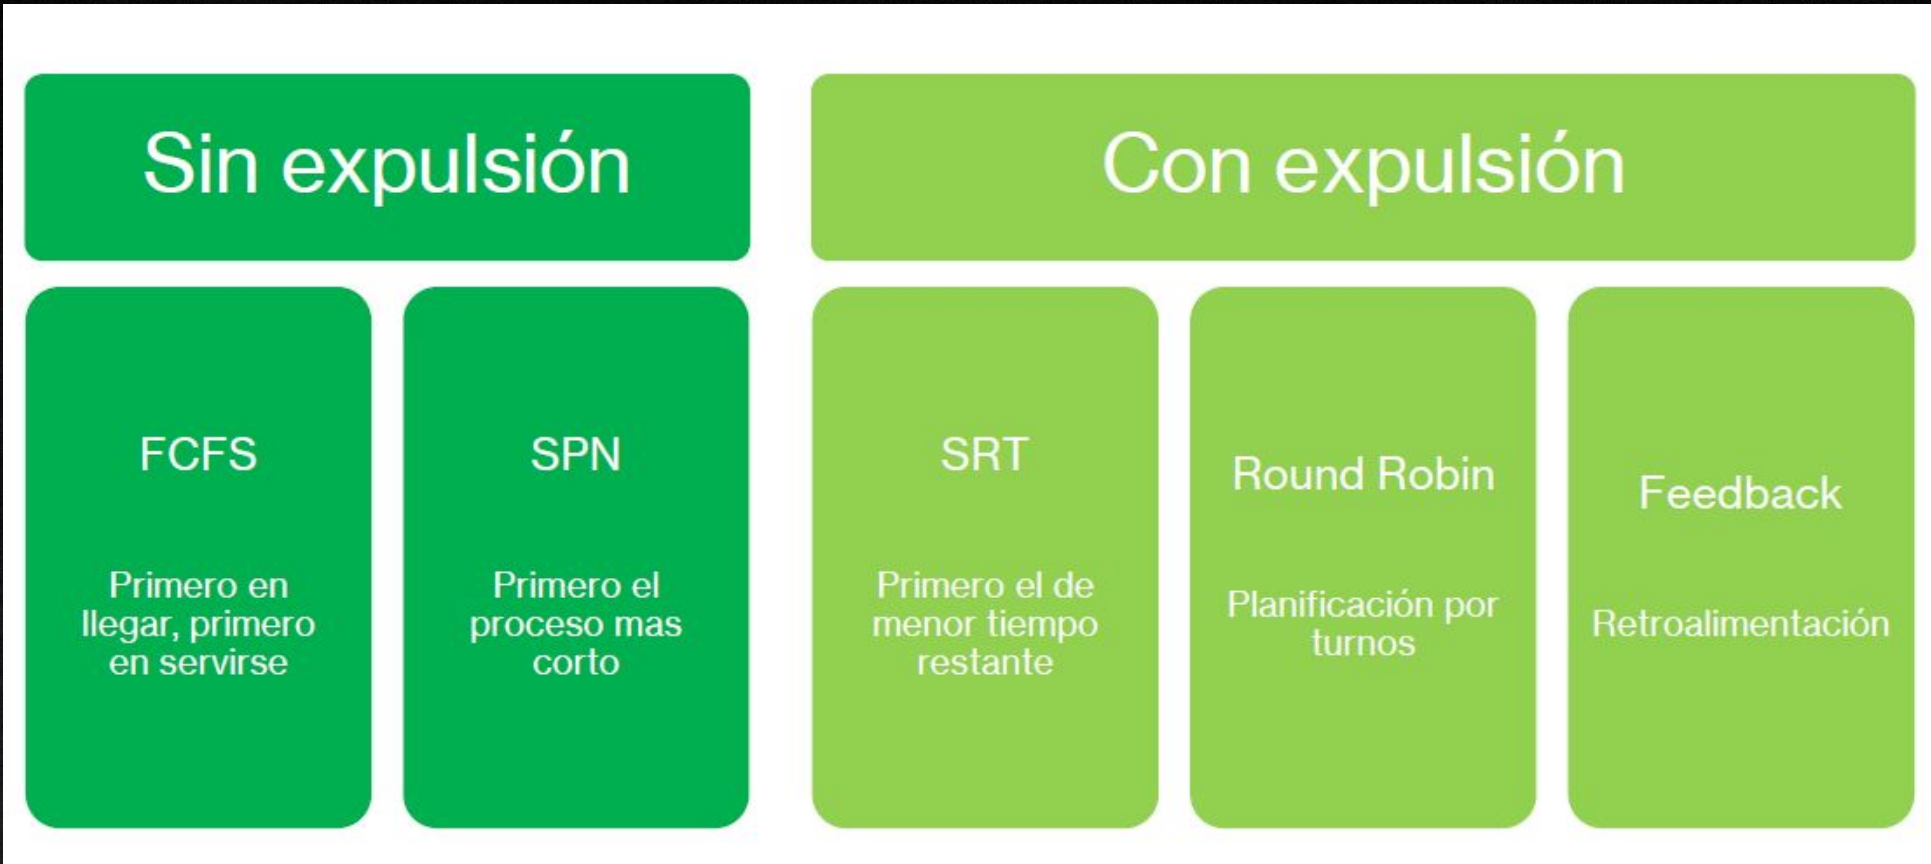 Sin expulsión
Con expulsión
FCFS
Primero en
llegar, primero
en servirse
SPN
Primero el
proceso mas
corto
SRT
Primero el de
menor tiempo
restante
Round Robin
Planificación por
turnos
Feedback
Retroalimentación